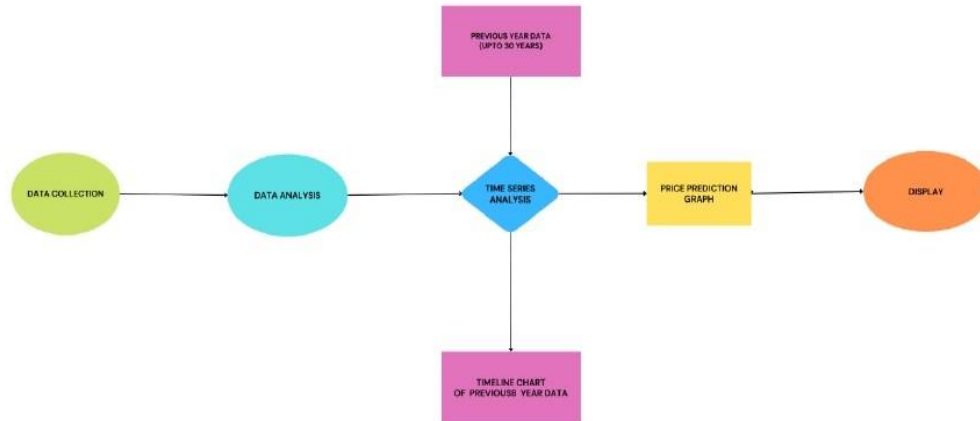 PREVIOUS YEAR DATA
(UPTO 30 YEARS)
DATA COLLECTION
DATA ANALYSIS
TIME SERIES
ANALYSIS
PRICE PREDICTION
GRAPH
DISPLAY
TIMELINE CHART
OF PREVIOUS8 YEAR DATA